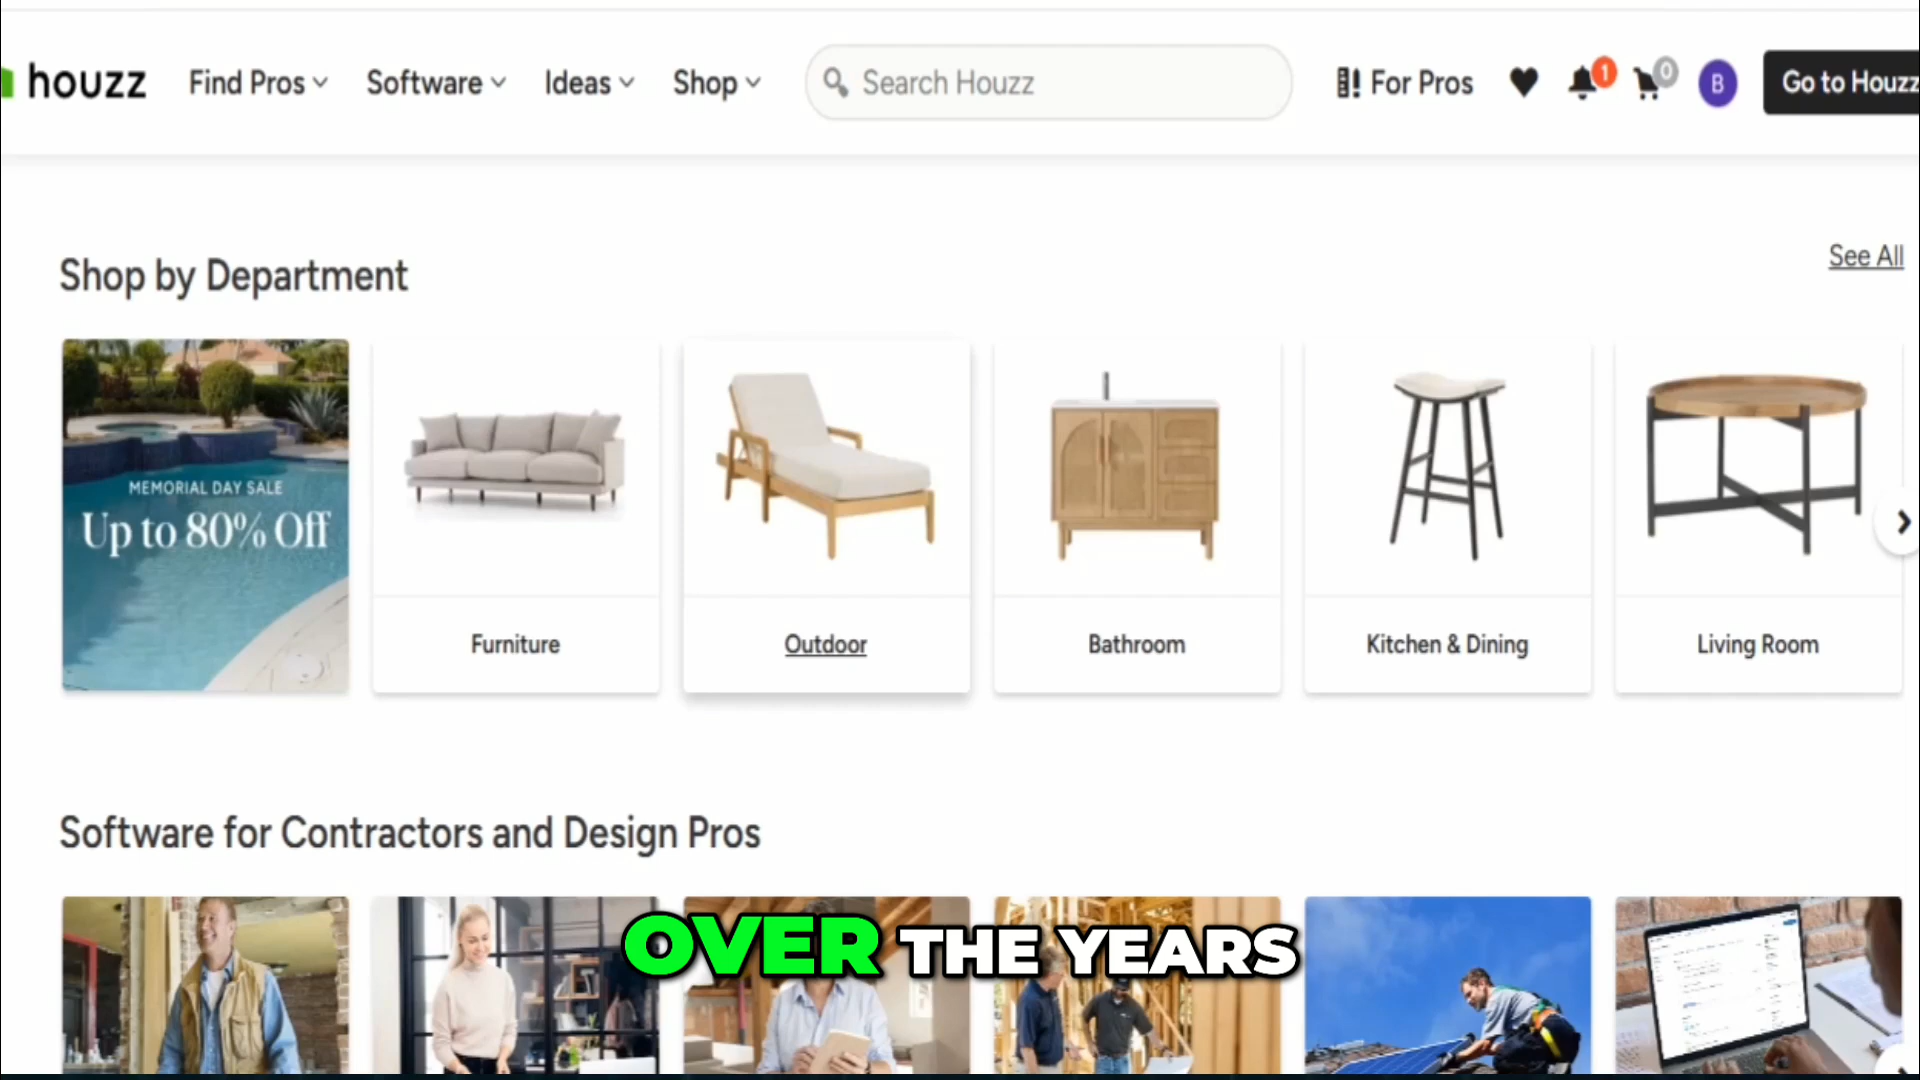 houzz Find Pros Software Ideas Shop Search Houzz For Pros 1 0 B Go to Houzz
Shop by Department
See All
MEMORIAL DAY SALE
Up to 80% Off
Furniture
Outdoor
Bathroom
Kitchen & Dining
Living Room
Software for Contractors and Design Pros
OVER THE YEARS